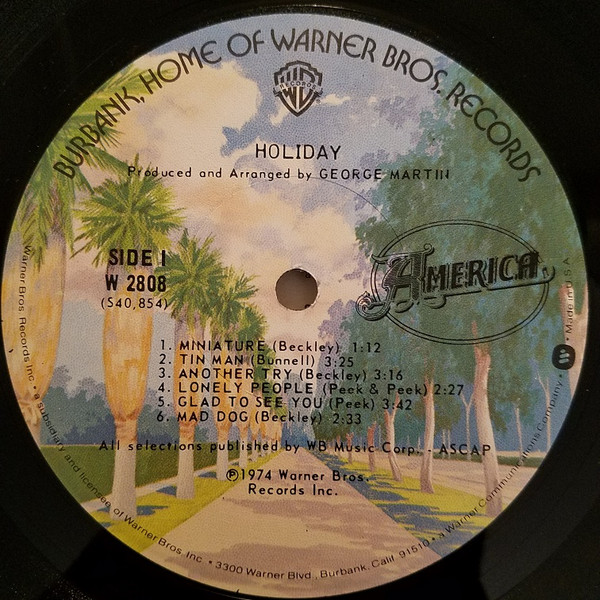 BURBANK, HOME OF WARNER BROS. RECORDS
W B
RECORDS
HOLIDAY
Produced and Arranged by GEORGE MARTIN
AMERICA
SIDE 1
W 2808
(S40,854)
1. MINIATURE (Beckley) 1:12
2. TIN MAN (Bunnell) 3:25
3. ANOTHER TRY (Beckley) 3:16
4. LONELY PEOPLE (Peek & Peek) 2:27
5. GLAD TO SEE YOU (Peek) 3:42
6. MAD DOG (Beckley) 2:33
All selections published by WB Music Corp. - ASCAP
℗1974 Warner Bros.
Records Inc.
Warner Bros Records Inc. • a subsidiary and licensee of Warner Bros Inc. • 3300 Warner Blvd., Burbank, Calif. 91510 • a Warner Communications Company • Made in U.S.A.